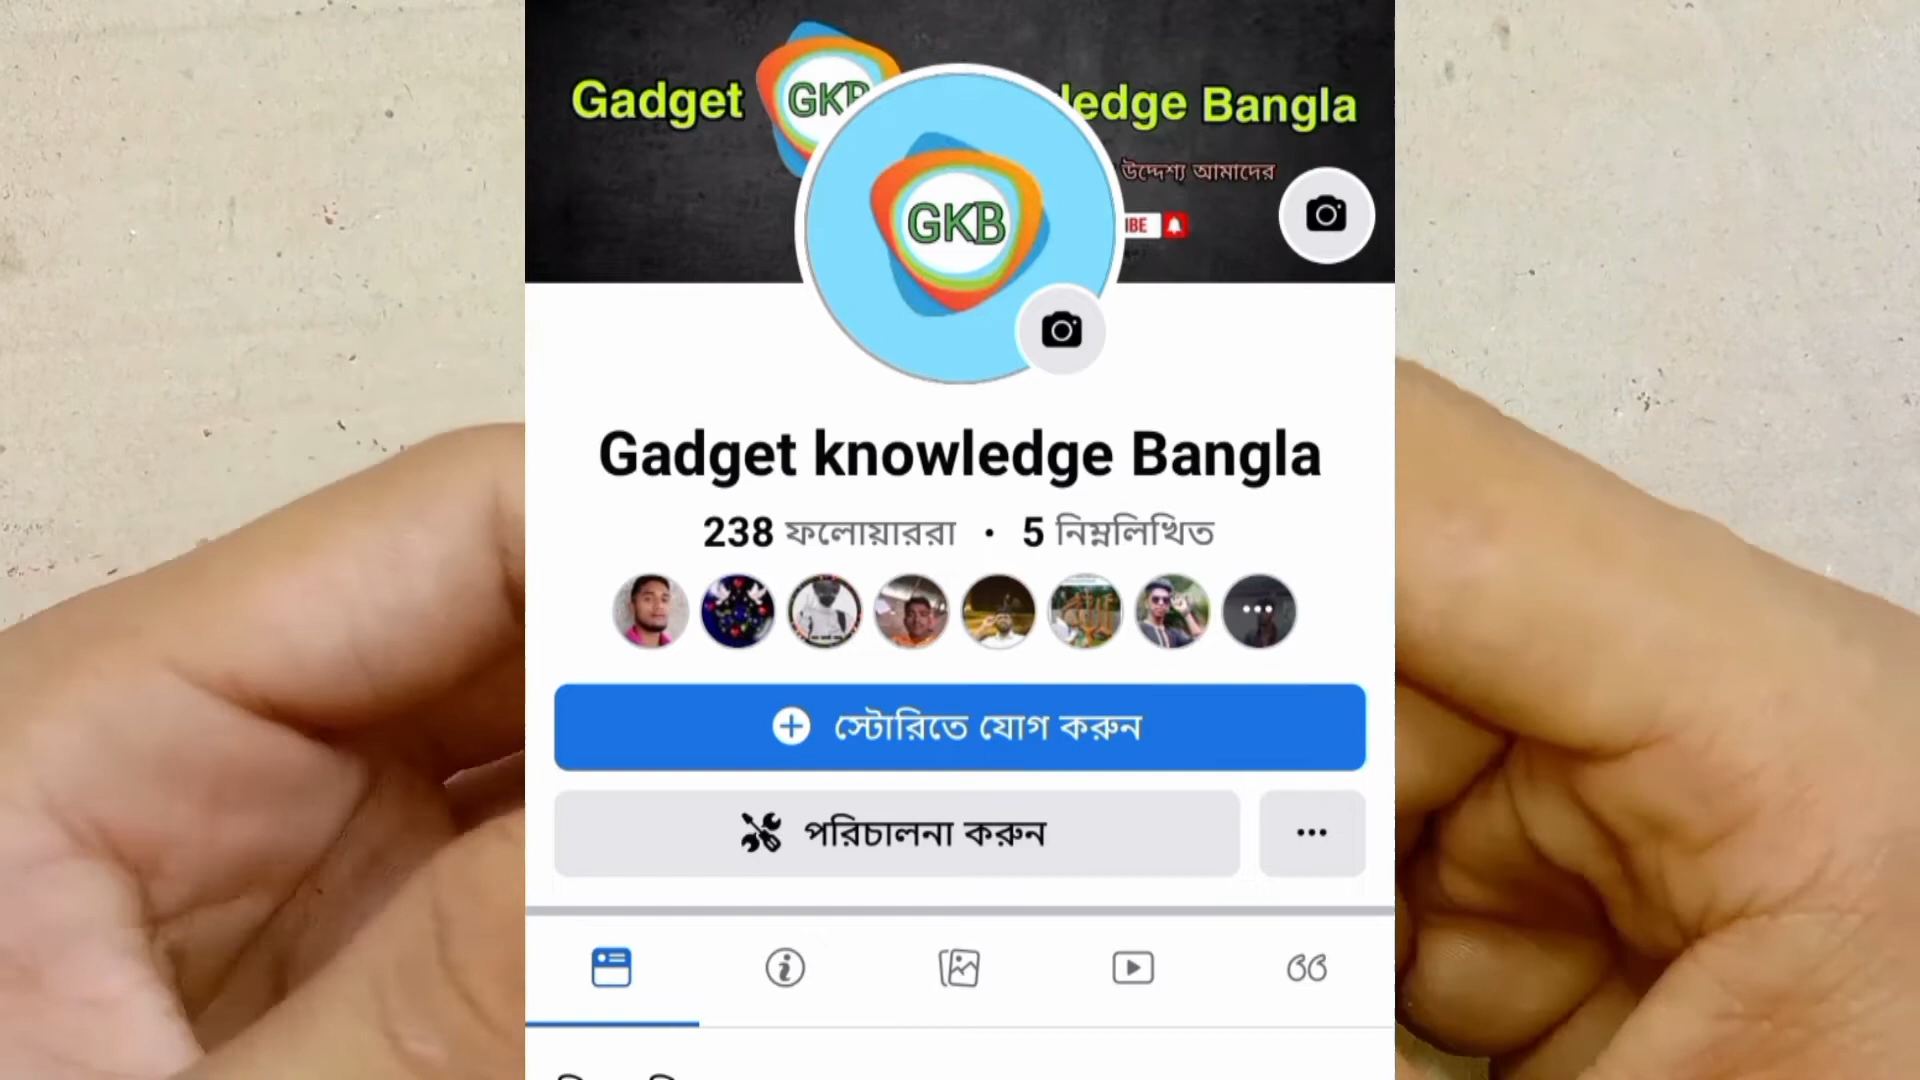 Gadget GKB ledge Bangla
উদ্দেশ্য আমাদের
IBE
GKB
Gadget knowledge Bangla
238 ফলোয়াররা • 5 নিম্নলিখিত
স্টোরিতে যোগ করুন
পরিচালনা করুন